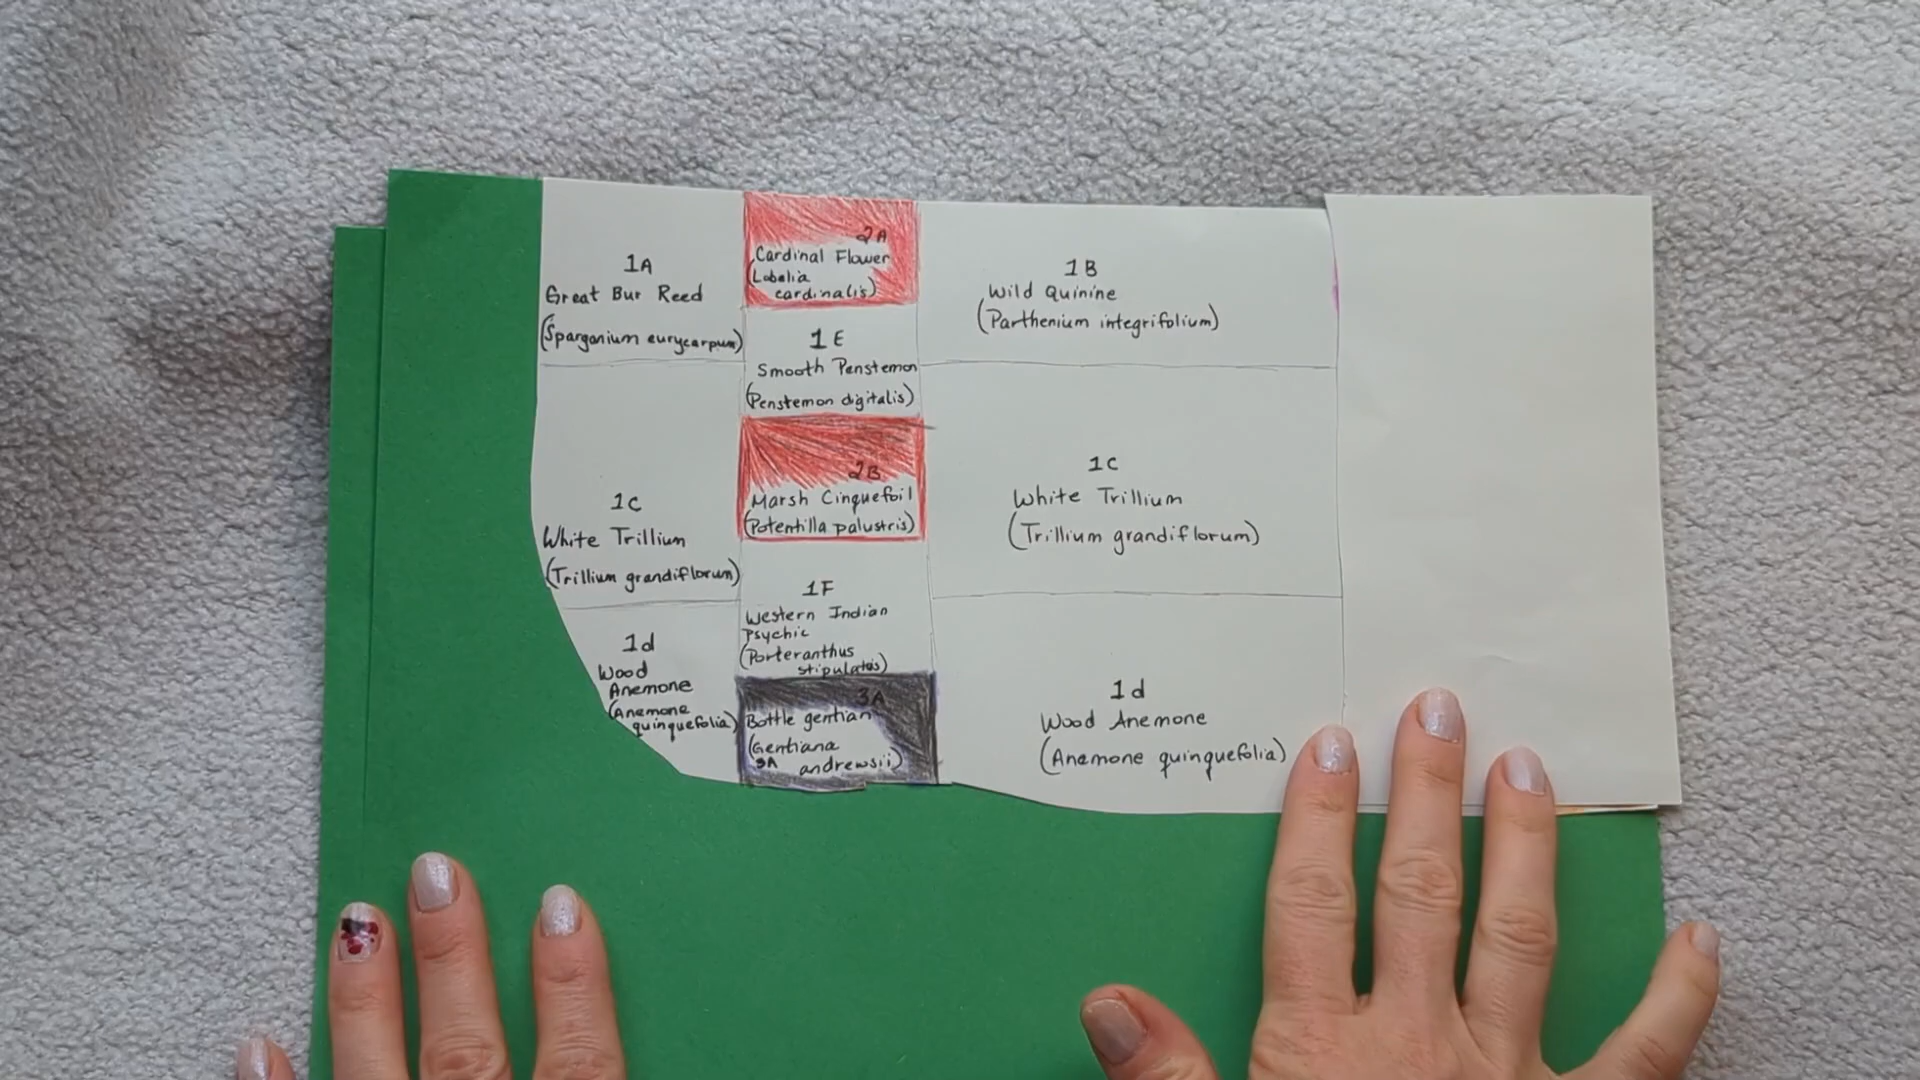 1A
Great Bur Reed
(Sparganium eurycarpum)
1C
White Trillium
(Trillium grandiflorum)
1d
Wood
Anemone
(Anemone
quinquefolia)
2A
Cardinal Flower
(Lobalia
cardinalis)
1E
Smooth Penstemon
(Penstemon digitalis)
2B
Marsh Cinquefoil
(Potentilla palustris)
1F
Western Indian
Psychic
(Porteranthus
stipulatus)
3A
Bottle gentian
(Gentiana
3A andrewsii)
1B
Wild Quinine
(Parthenium integrifolium)
1C
White Trillium
(Trillium grandiflorum)
1d
Wood Anemone
(Anemone quinquefolia)